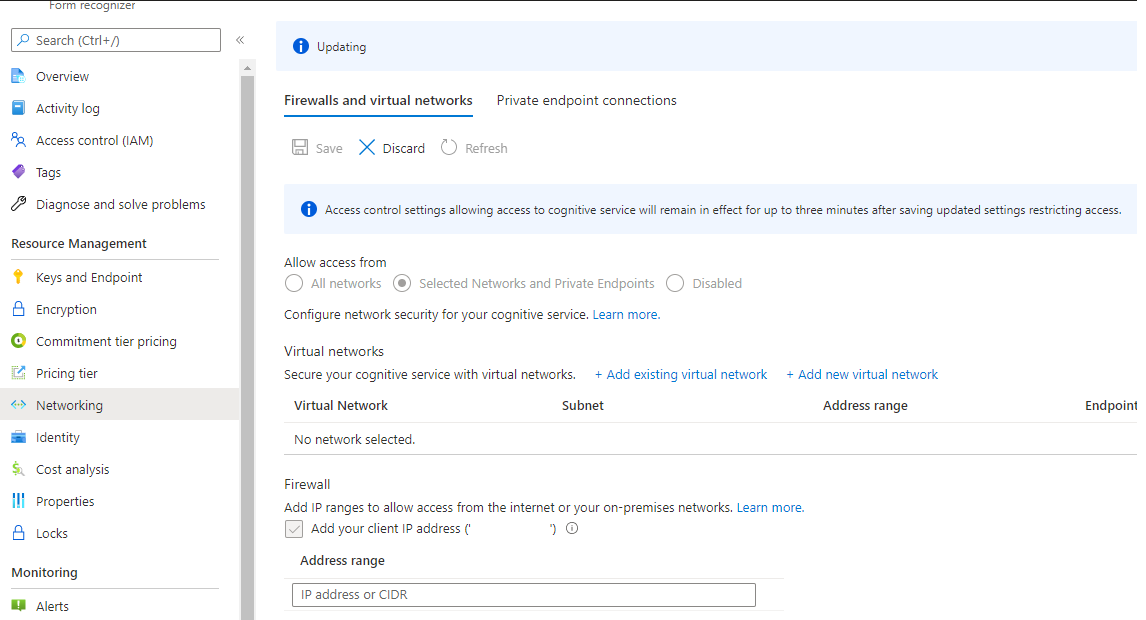 Form recognizer
Search (Ctrl+/)
«
Overview
Activity log
Access control (IAM)
Tags
Diagnose and solve problems
Resource Management
Keys and Endpoint
Encryption
Commitment tier pricing
Pricing tier
Networking
Identity
Cost analysis
Properties
Locks
Monitoring
Alerts
Updating
Firewalls and virtual networks Private endpoint connections
Save Discard Refresh
Access control settings allowing access to cognitive service will remain in effect for up to three minutes after saving updated settings restricting access.
Allow access from
All networks Selected Networks and Private Endpoints Disabled
Configure network security for your cognitive service. Learn more.
Virtual networks
Secure your cognitive service with virtual networks. + Add existing virtual network + Add new virtual network
Virtual Network Subnet Address range Endpoint
No network selected.
Firewall
Add IP ranges to allow access from the internet or your on-premises networks. Learn more.
Add your client IP address (' ')
Address range
IP address or CIDR